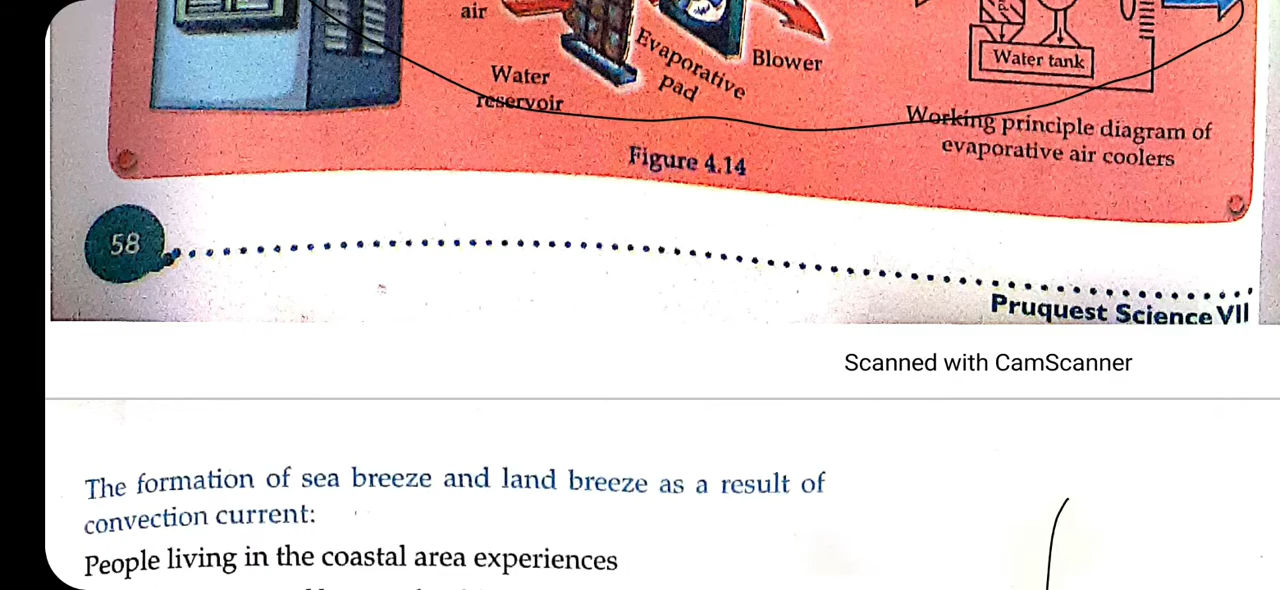 air
Water
reservoir
Evaporative
pad
Blower
Water tank
Working principle diagram of
evaporative air coolers
Figure 4.14
58
Pruquest Science VII
Scanned with CamScanner
The formation of sea breeze and land breeze as a result of
convection current:
People living in the coastal area experiences